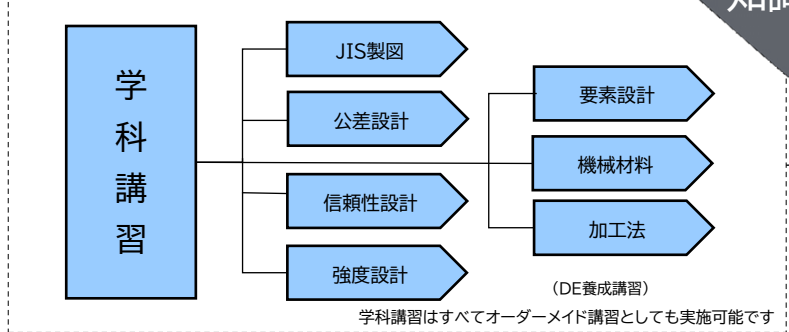 学科講習
JIS製図
公差設計
信頼性設計
強度設計
要素設計
機械材料
加工法
（DE養成講習）
学科講習はすべてオーダーメイド講習としても実施可能です